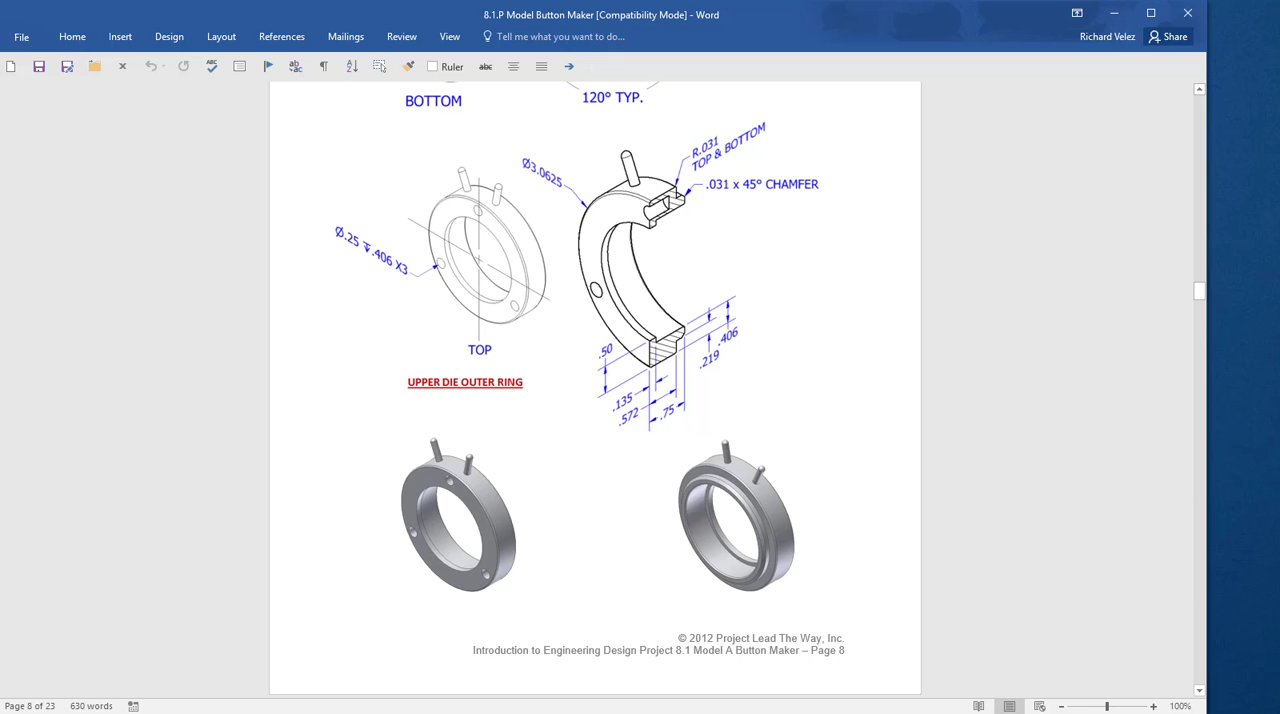 8.1.P Model Button Maker [Compatibility Mode] - Word
File Home Insert Design Layout References Mailings Review View Tell me what you want to do... Richard Velez Share
Ruler abc
BOTTOM
120° TYP.
R.031
TOP & BOTTOM
Ø3.0625
.031 x 45° CHAMFER
Ø.25 ↧.406 X3
TOP
.50
.406
.219
.135
.572
.75
UPPER DIE OUTER RING
© 2012 Project Lead The Way, Inc.
Introduction to Engineering Design Project 8.1 Model A Button Maker – Page 8
Page 8 of 23 630 words 100%